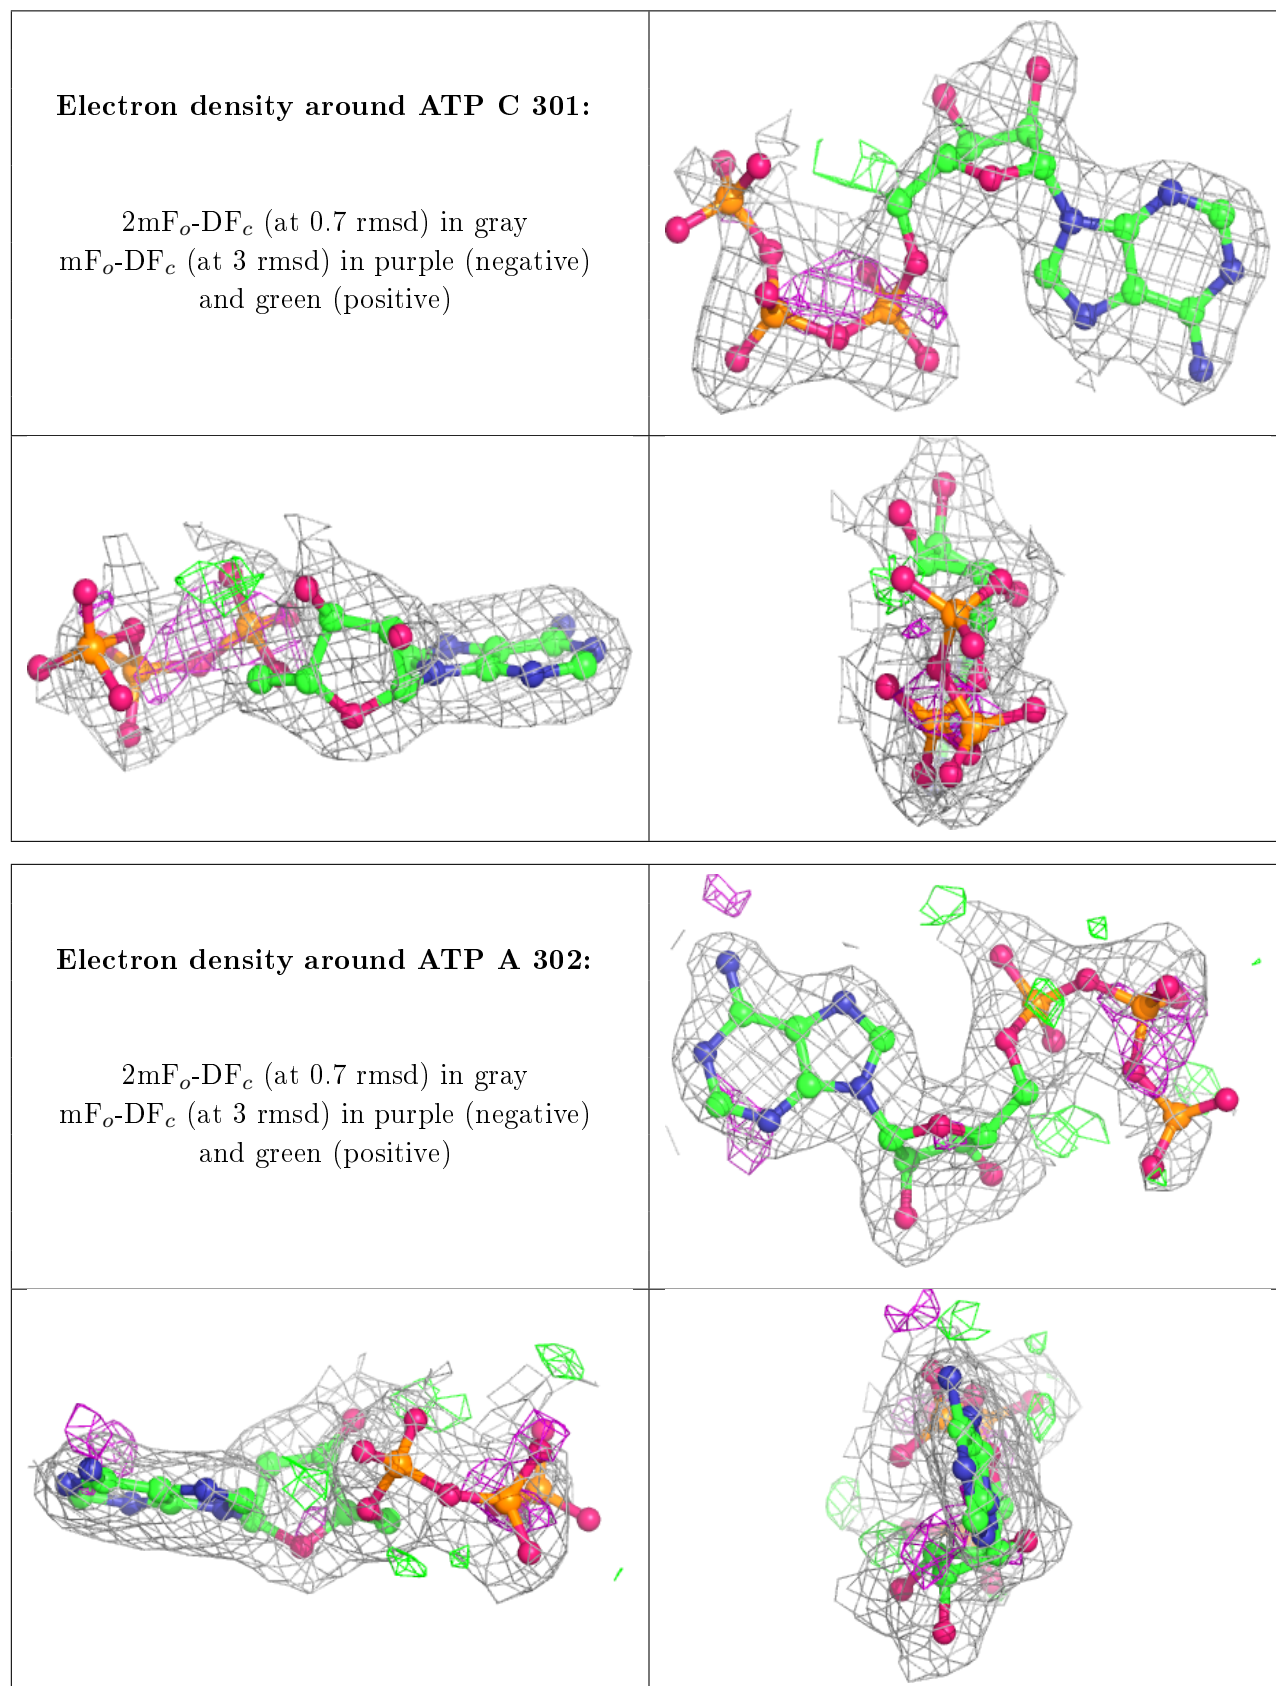 Electron density around ATP C 301:
2mFo-DFc (at 0.7 rmsd) in gray
mFo-DFc (at 3 rmsd) in purple (negative)
and green (positive)
Electron density around ATP A 302:
2mFo-DFc (at 0.7 rmsd) in gray
mFo-DFc (at 3 rmsd) in purple (negative)
and green (positive)